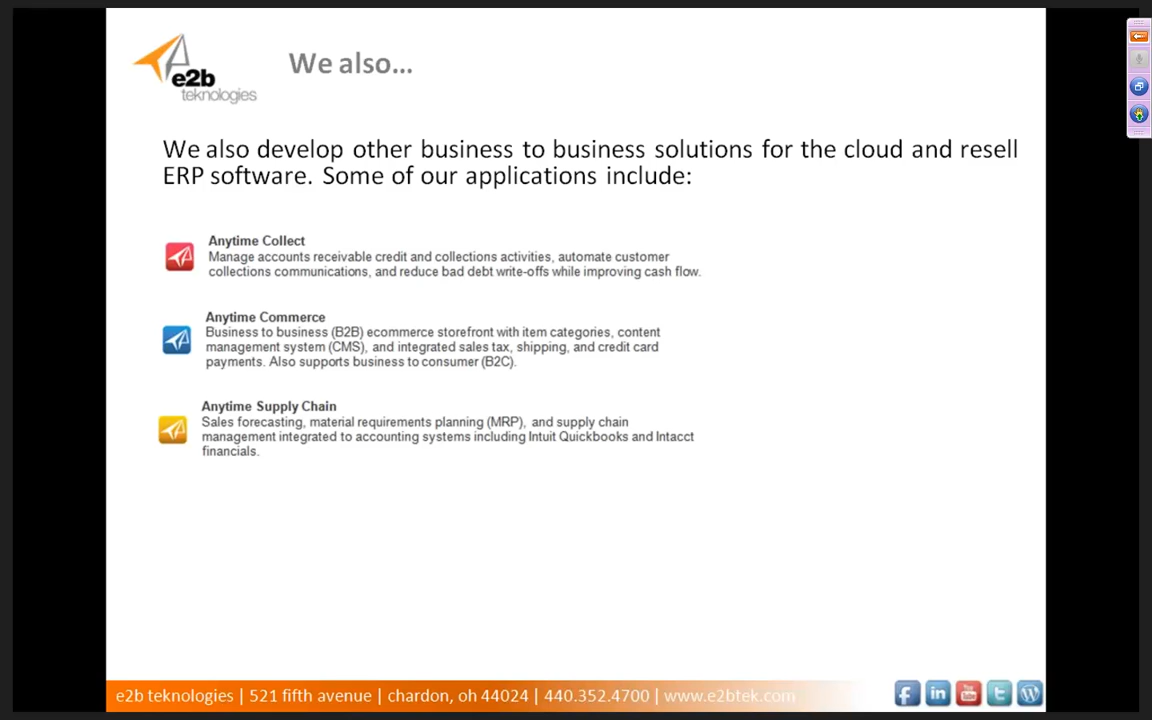 e2b
teknologies
We also...
We also develop other business to business solutions for the cloud and resell
ERP software. Some of our applications include:
Anytime Collect
Manage accounts receivable credit and collections activities, automate customer
collections communications, and reduce bad debt write-offs while improving cash flow.
Anytime Commerce
Business to business (B2B) ecommerce storefront with item categories, content
management system (CMS), and integrated sales tax, shipping, and credit card
payments. Also supports business to consumer (B2C).
Anytime Supply Chain
Sales forecasting, material requirements planning (MRP), and supply chain
management integrated to accounting systems including Intuit Quickbooks and Intacct
financials.
e2b teknologies | 521 fifth avenue | chardon, oh 44024 | 440.352.4700 | www.e2btek.com